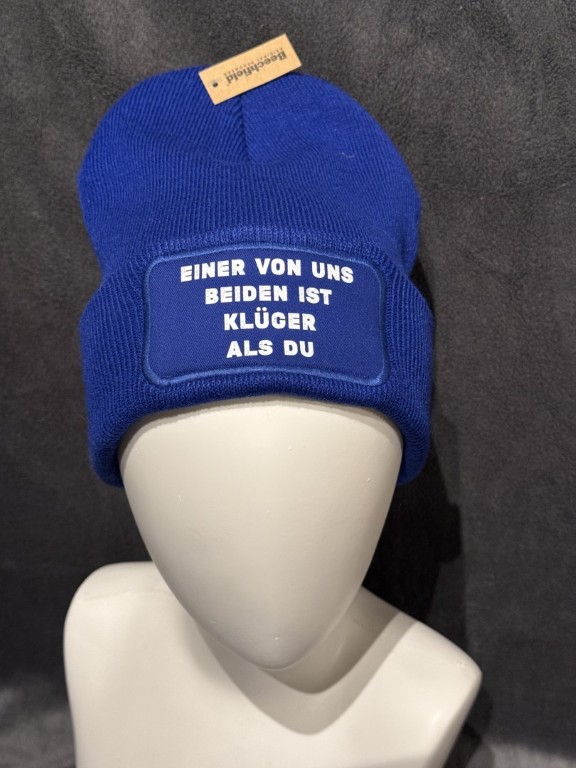 Beechfield
EINER VON UNS
BEIDEN IST
KLÜGER
ALS DU